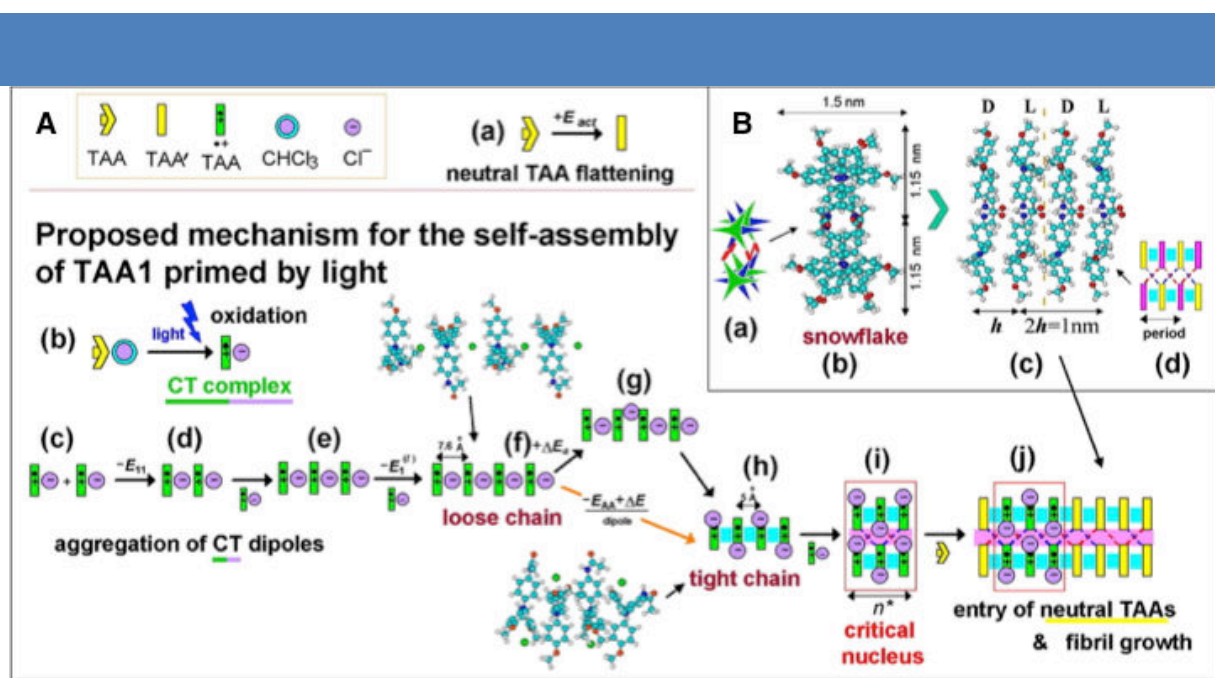 A
TAA TAA' TAA •+ CHCl3 Cl−
(a) +E act
neutral TAA flattening
Proposed mechanism for the self-assembly
of TAA1 primed by light
(b) light oxidation
CT complex
(c) (d) (e) (f) (g)
+ −E11 −E1(l) 7.6 Å +ΔEa
loose chain
aggregation of CT dipoles
−EAA+ΔE
dipole
(h)
5 Å
tight chain
(i)
n*
critical
nucleus
(j)
entry of neutral TAAs
& fibril growth
B
1.5 nm
1.15 nm
1.15 nm
(a)
snowflake
(b)
D L D L
h 2h=1nm
(c)
period
(d)